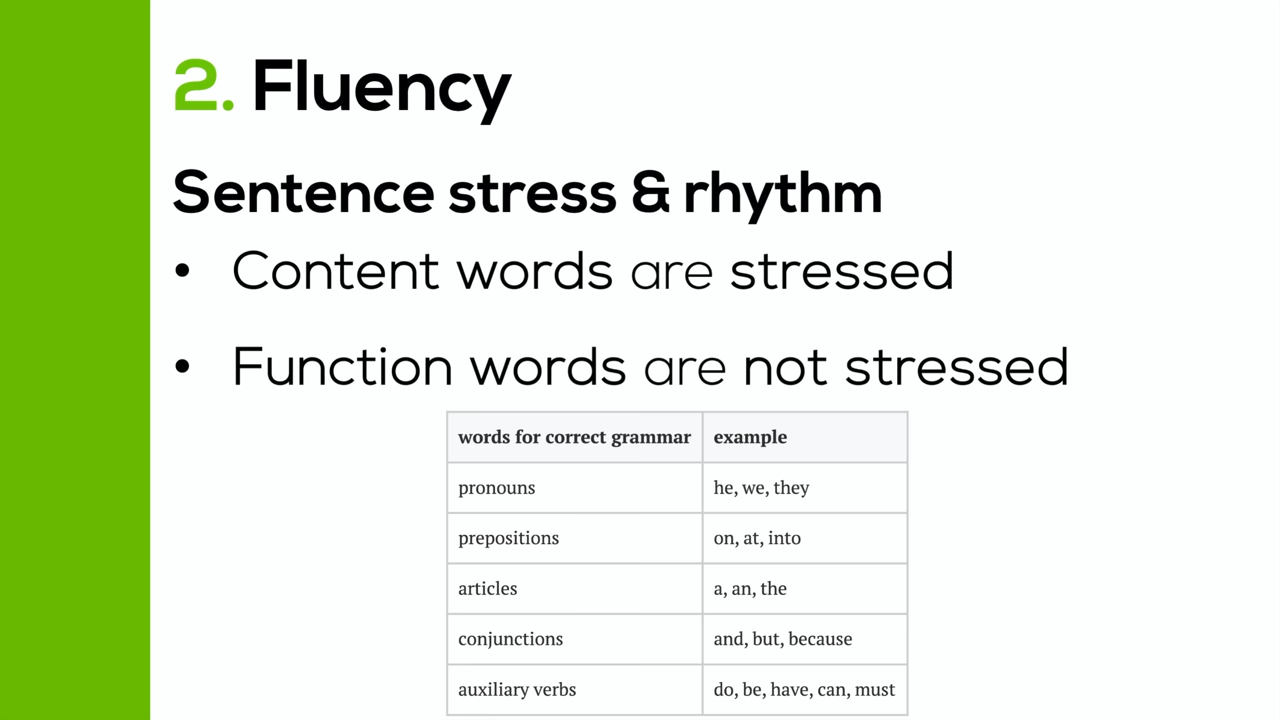 2. Fluency
Sentence stress & rhythm
• Content words are stressed
• Function words are not stressed
words for correct grammar example
pronouns he, we, they
prepositions on, at, into
articles a, an, the
conjunctions and, but, because
auxiliary verbs do, be, have, can, must